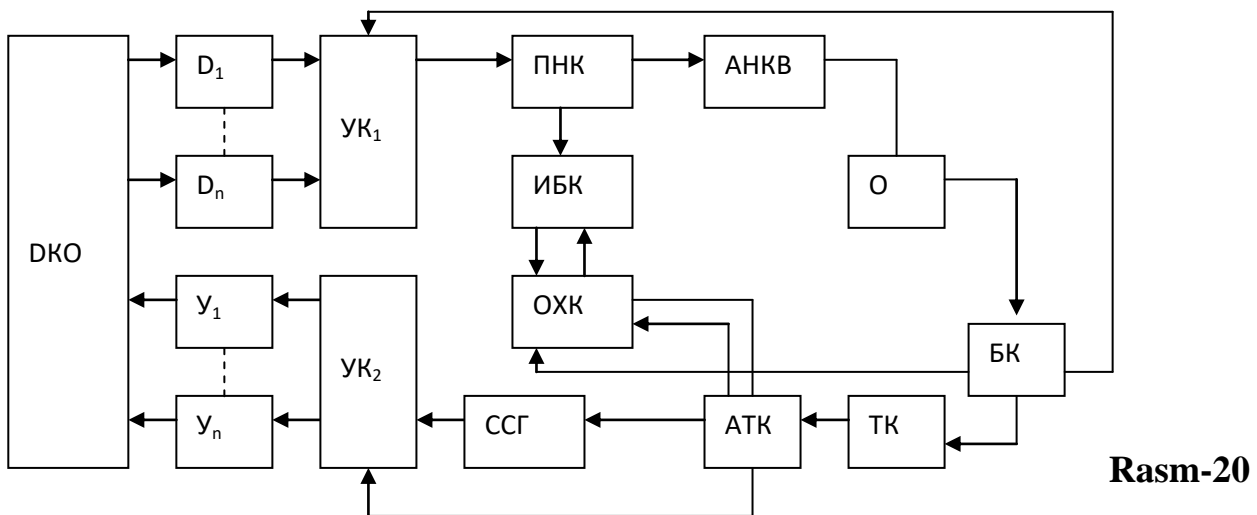 D₁
ПНК
АНКВ
УК₁
Dₙ
ИБК
О
DКО
У₁
ОХК
БК
УК₂
Уₙ
ССГ
АТК
ТК
Rasm-20